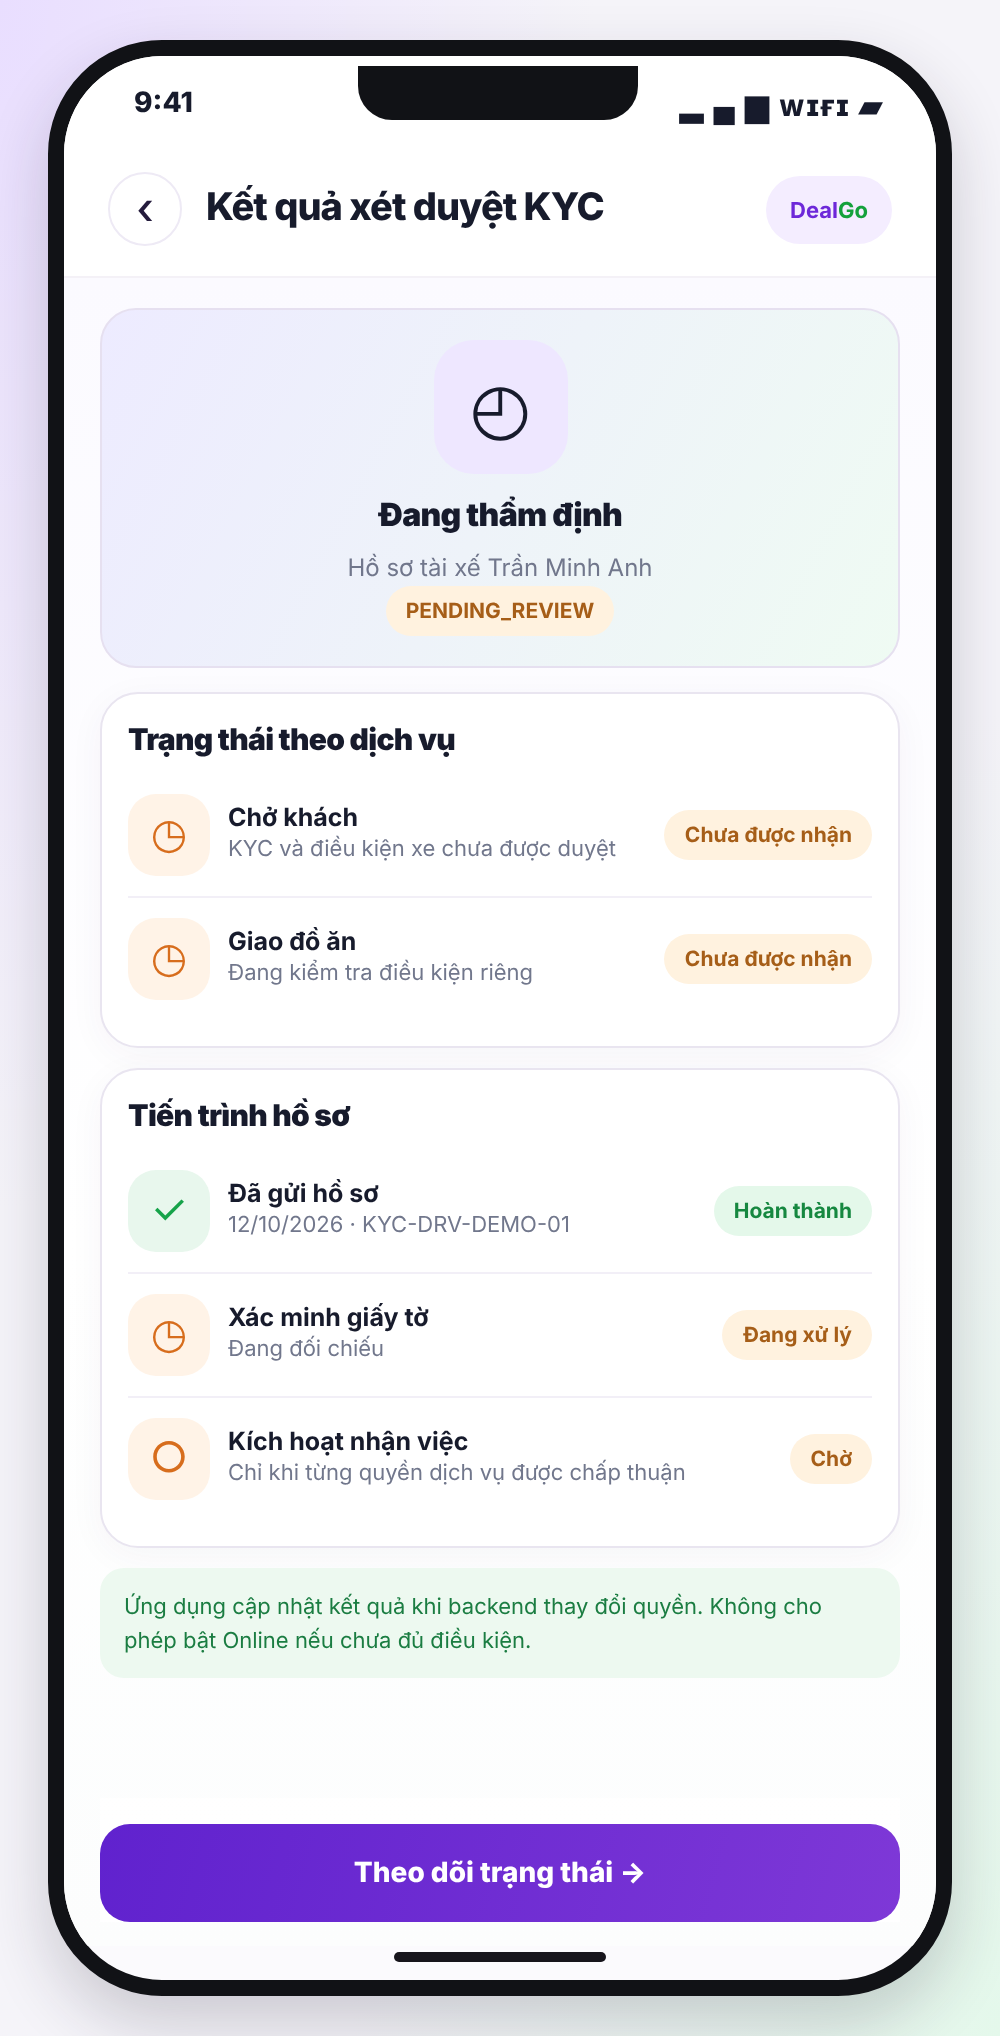 9:41
WIFI
Kết quả xét duyệt KYC
DealGo
Đang thẩm định
Hồ sơ tài xế Trần Minh Anh
PENDING_REVIEW
Trạng thái theo dịch vụ
Chở khách
KYC và điều kiện xe chưa được duyệt
Chưa được nhận
Giao đồ ăn
Đang kiểm tra điều kiện riêng
Chưa được nhận
Tiến trình hồ sơ
Đã gửi hồ sơ
12/10/2026 · KYC-DRV-DEMO-01
Hoàn thành
Xác minh giấy tờ
Đang đối chiếu
Đang xử lý
Kích hoạt nhận việc
Chỉ khi từng quyền dịch vụ được chấp thuận
Chờ
Ứng dụng cập nhật kết quả khi backend thay đổi quyền. Không cho
phép bật Online nếu chưa đủ điều kiện.
Theo dõi trạng thái →